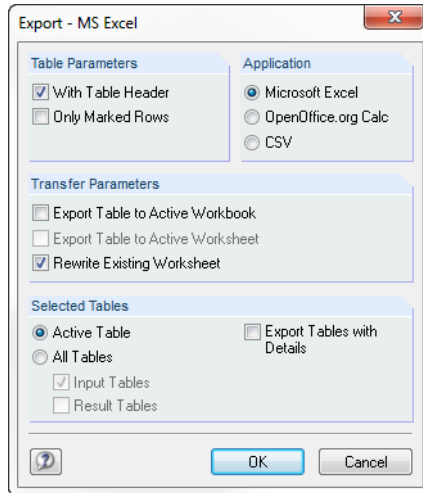 Export - MS Excel
Table Parameters
With Table Header
Only Marked Rows
Application
Microsoft Excel
OpenOffice.org Calc
CSV
Transfer Parameters
Export Table to Active Workbook
Export Table to Active Worksheet
Rewrite Existing Worksheet
Selected Tables
Active Table
All Tables
Input Tables
Result Tables
Export Tables with
Details
OK
Cancel